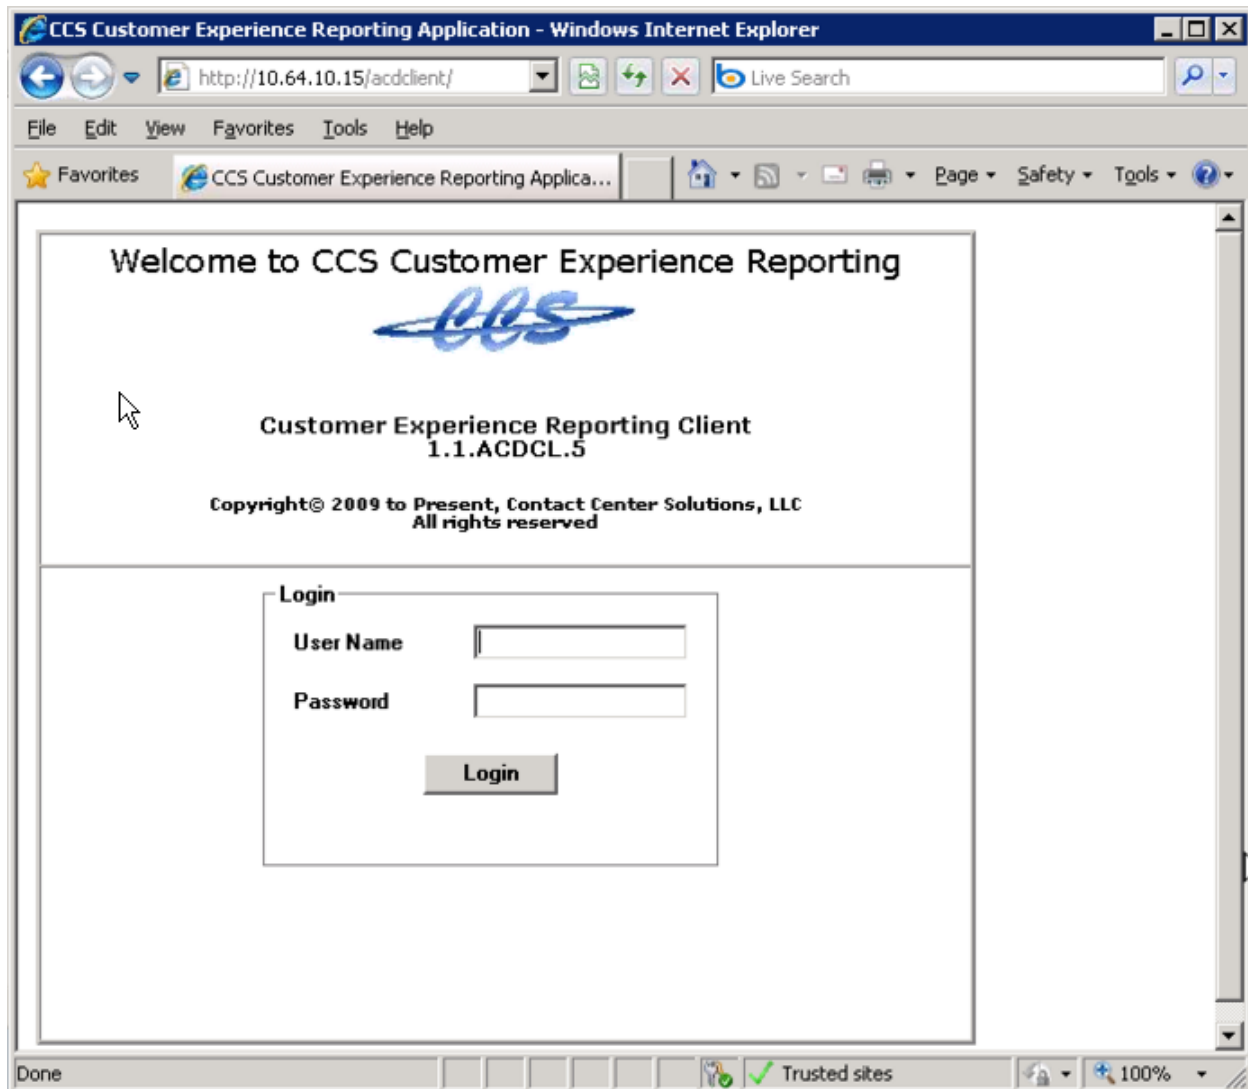 CCS Customer Experience Reporting Application - Windows Internet Explorer
http://10.64.10.15/acdclient/
Live Search
File Edit View Favorites Tools Help
Favorites CCS Customer Experience Reporting Applica... Page Safety Tools
Welcome to CCS Customer Experience Reporting
CCS
Customer Experience Reporting Client
1.1.ACDCL.5
Copyright© 2009 to Present, Contact Center Solutions, LLC
All rights reserved
Login
User Name
Password
Login
Done Trusted sites 100%